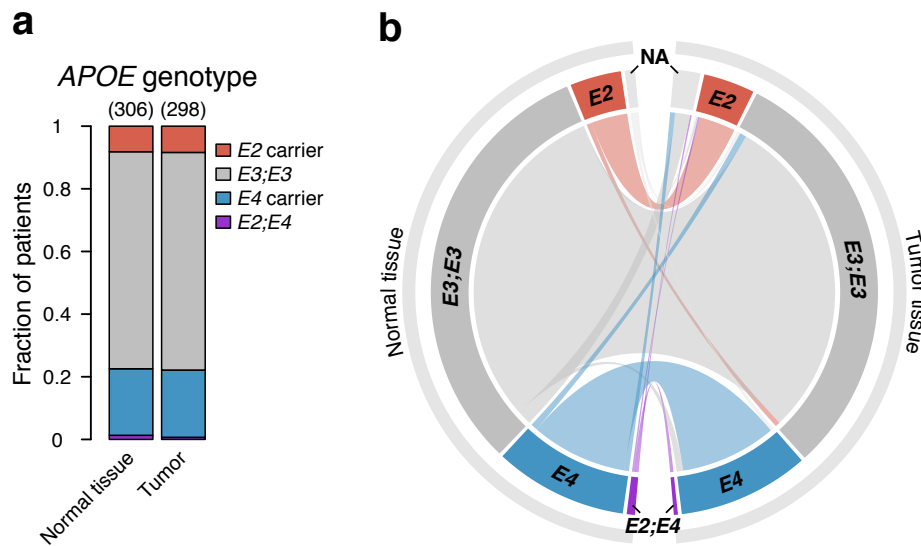 a
APOE genotype
(306) (298)
1
0.8
0.6
0.4
0.2
0
Fraction of patients
Normal tissue
Tumor
E2 carrier
E3;E3
E4 carrier
E2;E4
b
NA
E2
E2
E3;E3
E3;E3
Normal tissue
Tumor tissue
E4
E4
E2;E4